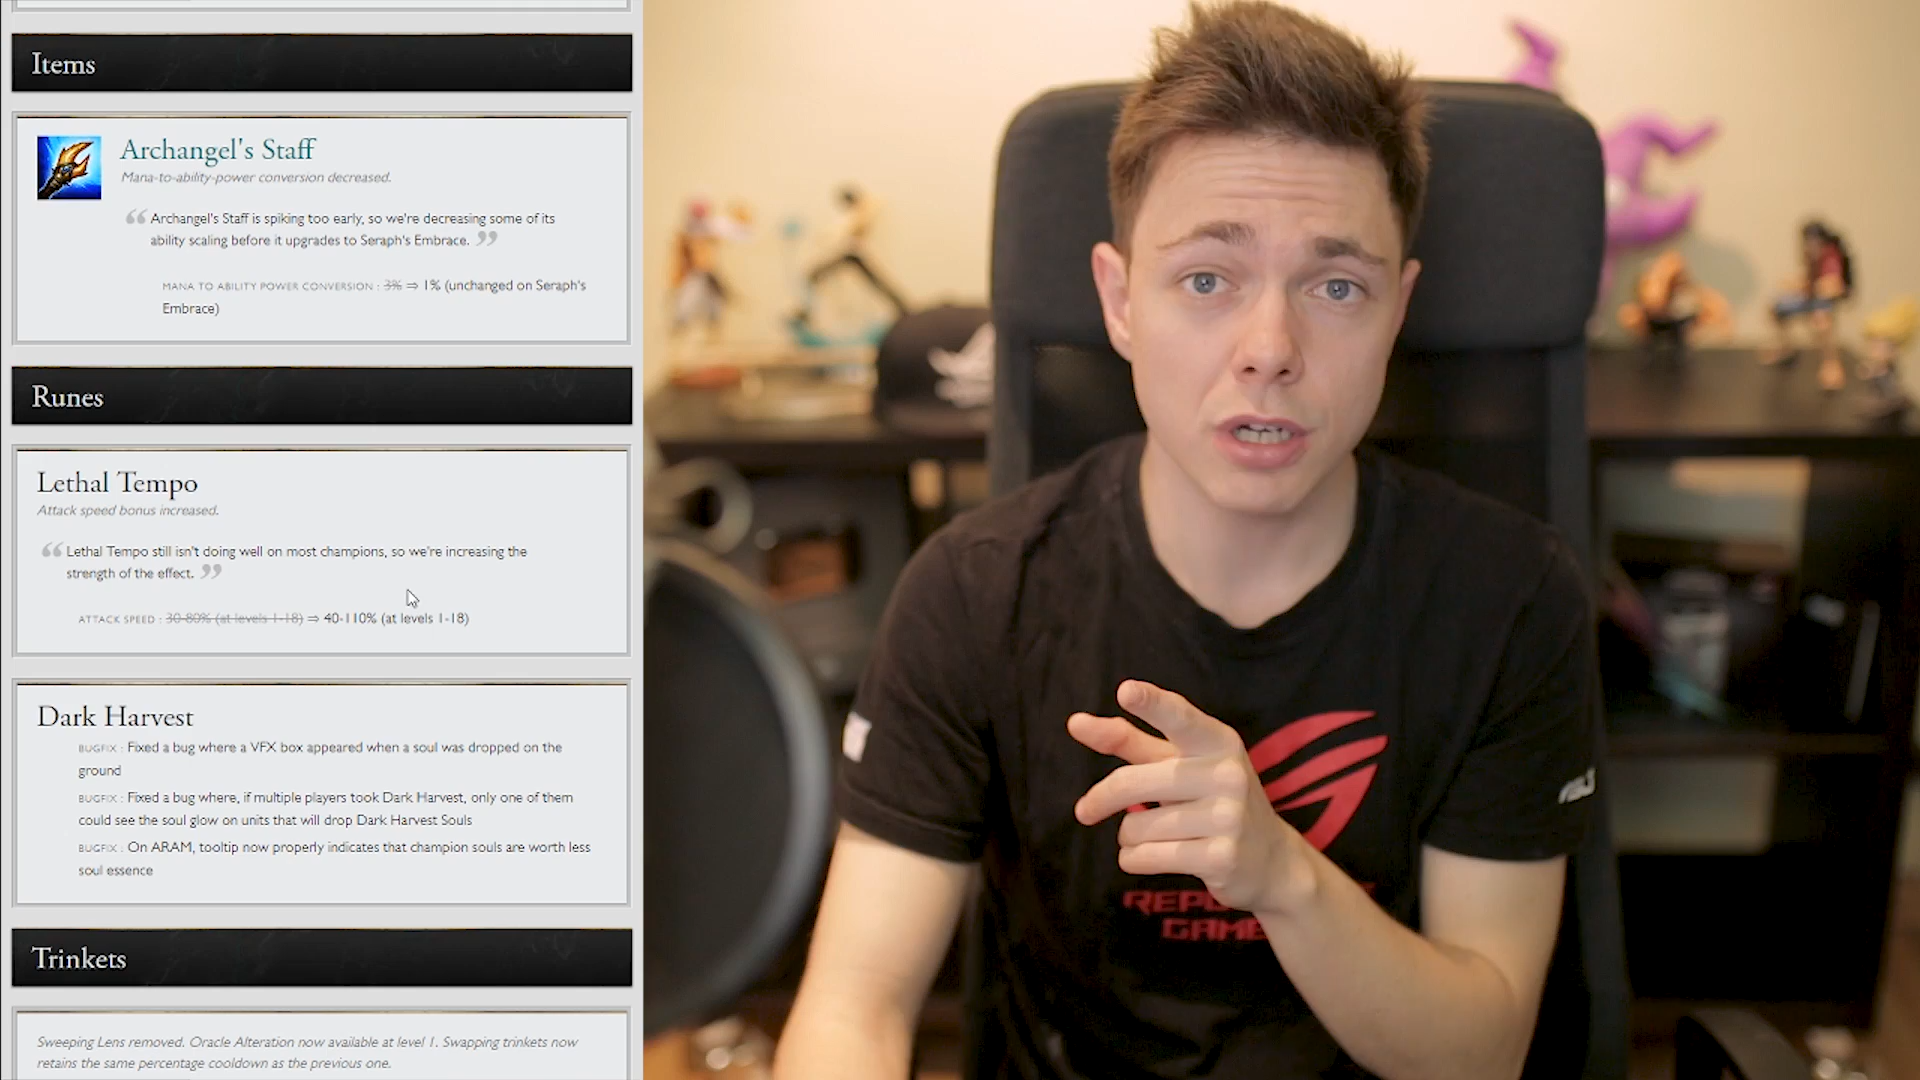 Items
Archangel's Staff
Mana-to-ability-power conversion decreased.
“ Archangel's Staff is spiking too early, so we're decreasing some of its
ability scaling before it upgrades to Seraph's Embrace. ”
MANA TO ABILITY POWER CONVERSION : 3% ⇒ 1% (unchanged on Seraph's
Embrace)
Runes
Lethal Tempo
Attack speed bonus increased.
“ Lethal Tempo still isn't doing well on most champions, so we're increasing the
strength of the effect. ”
ATTACK SPEED : 30-80% (at levels 1-18) ⇒ 40-110% (at levels 1-18)
Dark Harvest
BUGFIX : Fixed a bug where a VFX box appeared when a soul was dropped on the
ground
BUGFIX : Fixed a bug where, if multiple players took Dark Harvest, only one of them
could see the soul glow on units that will drop Dark Harvest Souls
BUGFIX : On ARAM, tooltip now properly indicates that champion souls are worth less
soul essence
Trinkets
Sweeping Lens removed. Oracle Alteration now available at level 1. Swapping trinkets now
retains the same percentage cooldown as the previous one.